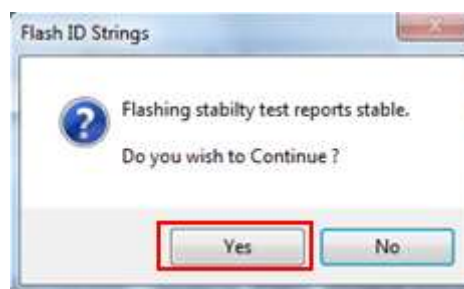 Flash ID Strings
Flashing stabilty test reports stable.
Do you wish to Continue ?
Yes
No